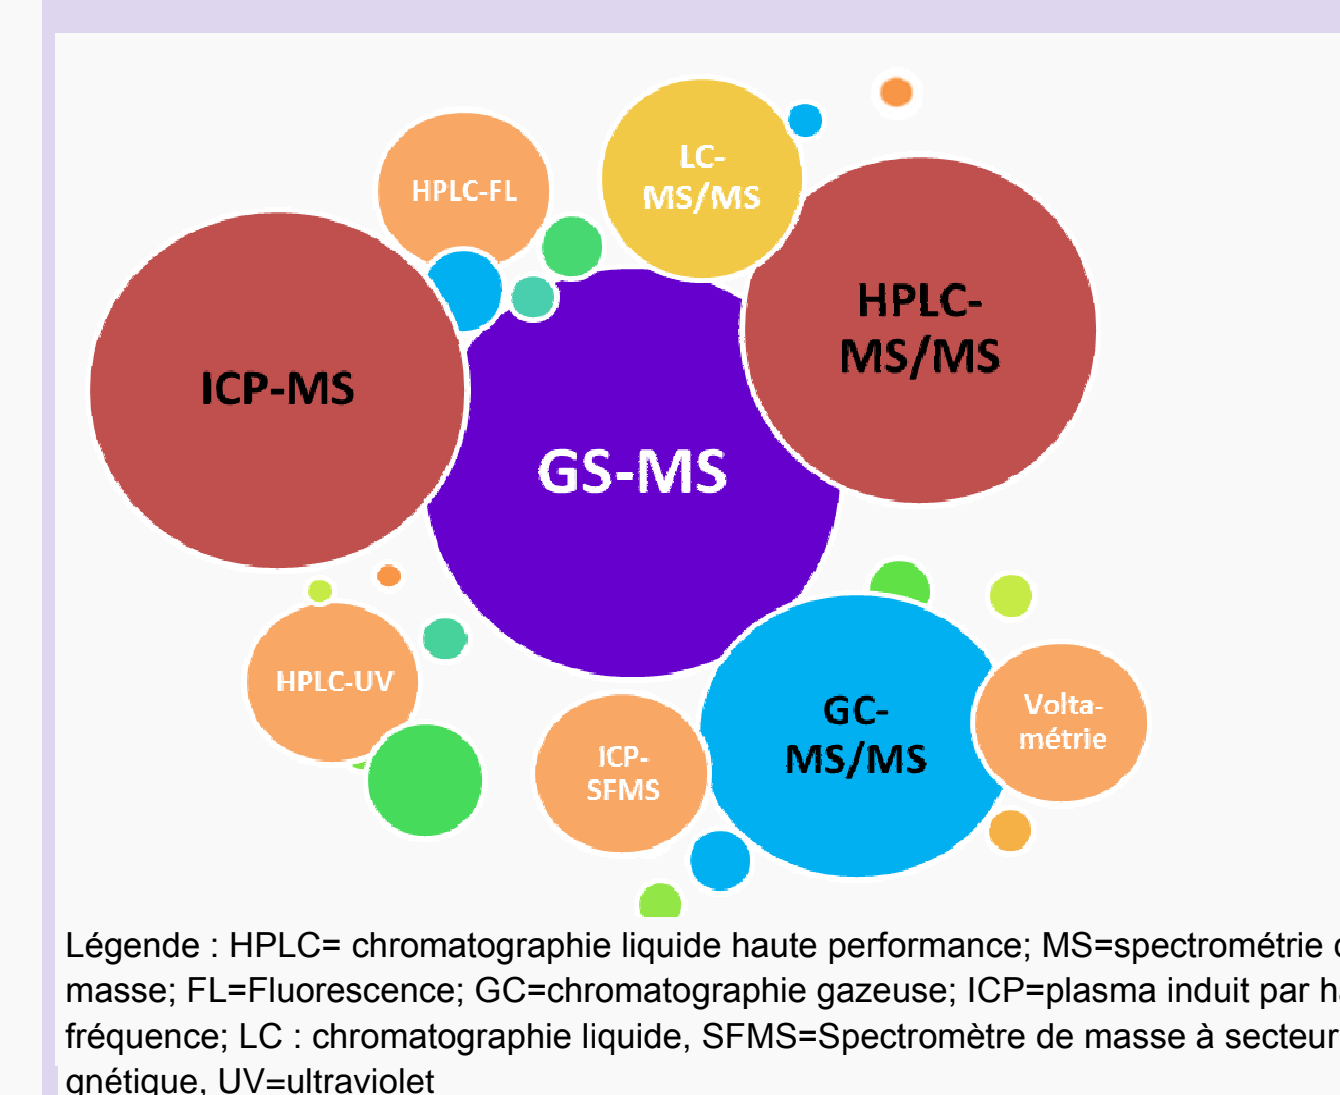 LC-
MS/MS
HPLC-FL
HPLC-
MS/MS
ICP-MS
GS-MS
HPLC-UV
GC-
MS/MS
Volta-
métrie
ICP-
SFMS
Légende : HPLC= chromatographie liquide haute performance; MS=spectrométrie
masse; FL=Fluorescence; GC=chromatographie gazeuse; ICP=plasma induit par
fréquence; LC : chromatographie liquide, SFMS=Spectromètre de masse à secteur
gnétique, UV=ultraviolet